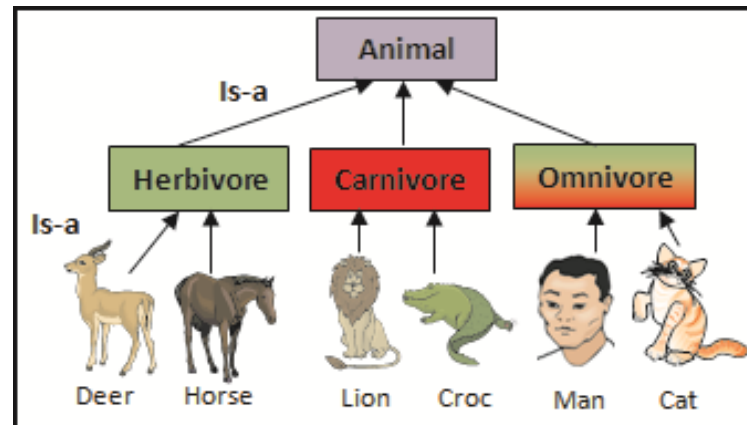 Animal
Is-a
Herbivore
Carnivore
Omnivore
Is-a
Deer
Horse
Lion
Croc
Man
Cat